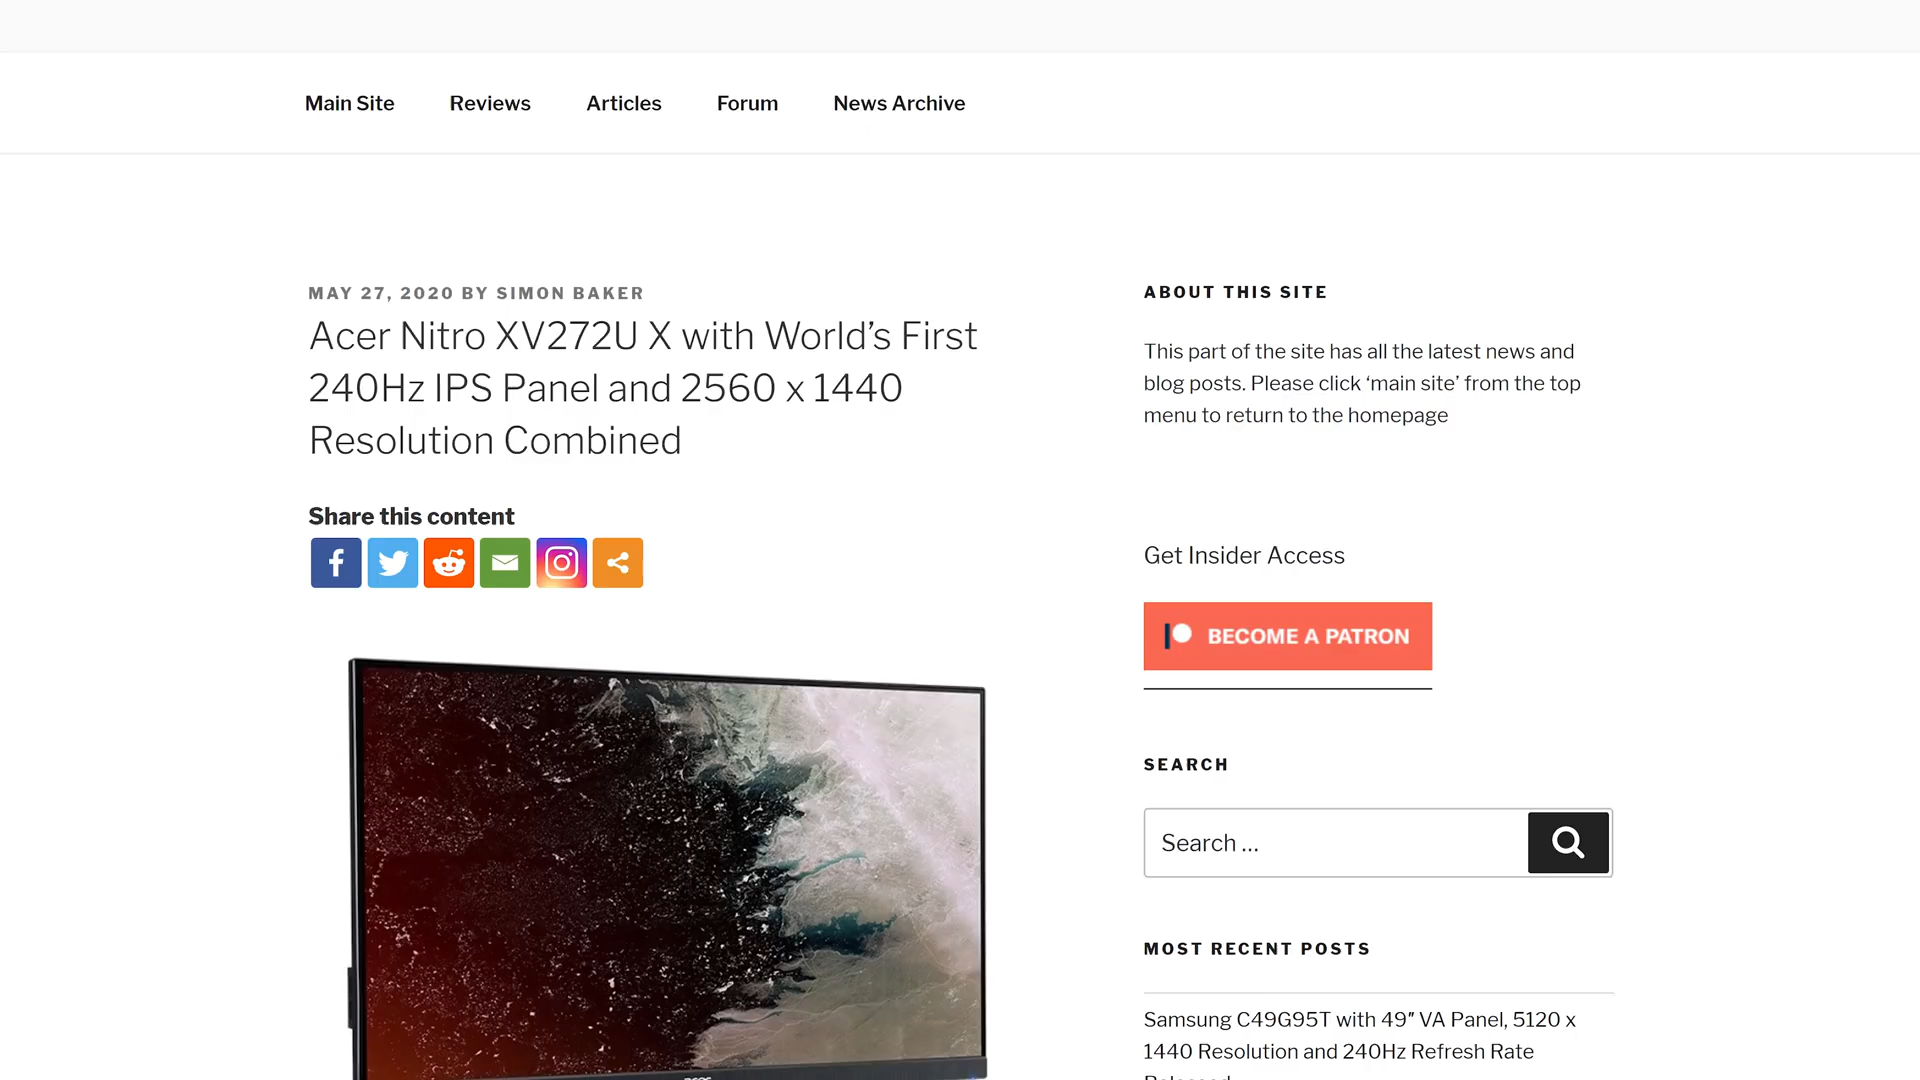 Main Site
Reviews
Articles
Forum
News Archive
MAY 27, 2020 BY SIMON BAKER
Acer Nitro XV272U X with World’s First
240Hz IPS Panel and 2560 x 1440
Resolution Combined
Share this content
ABOUT THIS SITE
This part of the site has all the latest news and
blog posts. Please click ‘main site’ from the top
menu to return to the homepage
Get Insider Access
BECOME A PATRON
SEARCH
Search …
MOST RECENT POSTS
Samsung C49G95T with 49″ VA Panel, 5120 x
1440 Resolution and 240Hz Refresh Rate